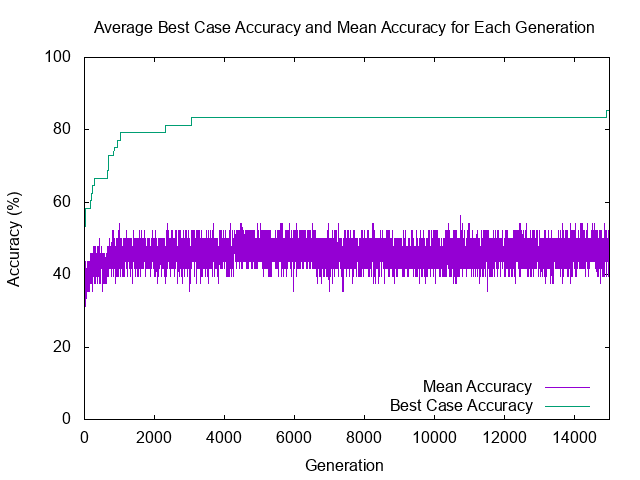 Average Best Case Accuracy and Mean Accuracy for Each Generation
100
80
60
40
20
0
Accuracy (%)
Mean Accuracy
Best Case Accuracy
0 2000 4000 6000 8000 10000 12000 14000
Generation